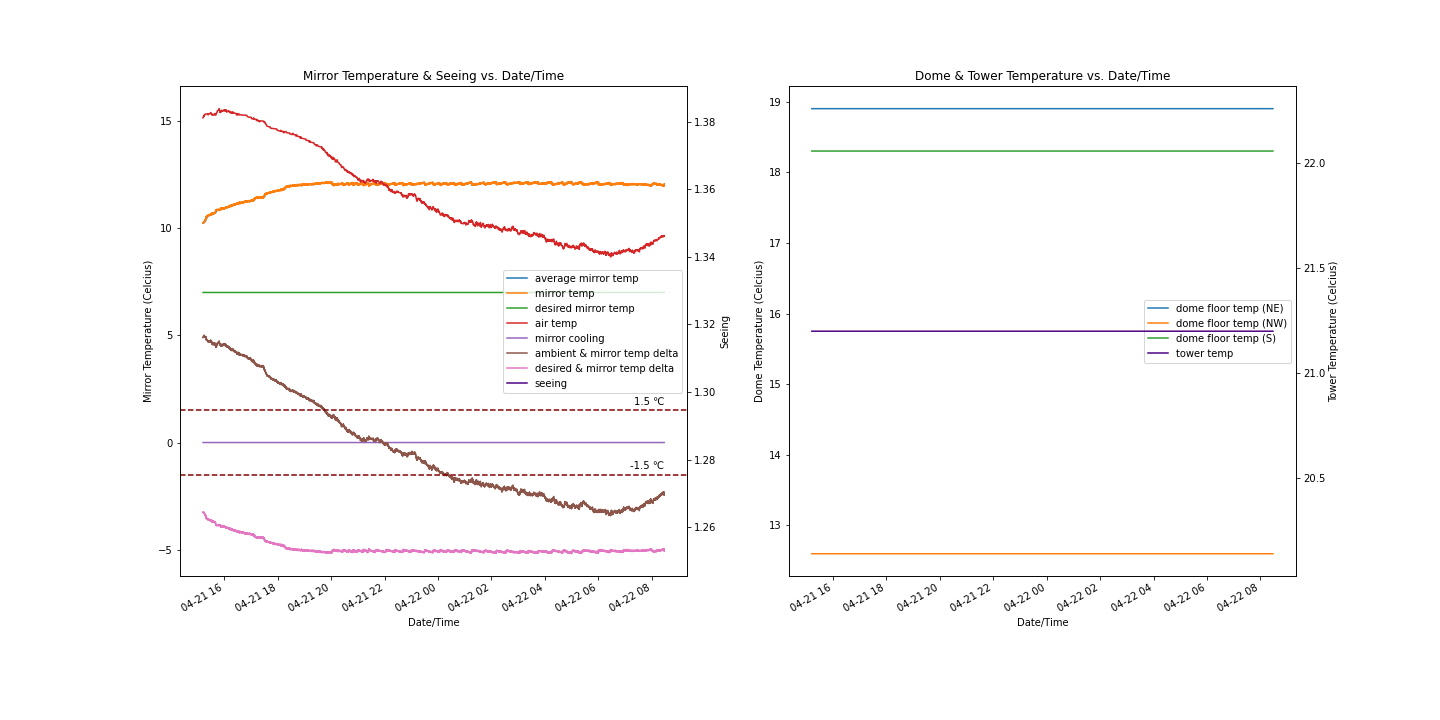 Mirror Temperature & Seeing vs. Date/Time
Mirror Temperature (Celcius)
15
10
5
0
−5
1.38
1.36
1.34
1.32
1.30
1.28
1.26
Seeing
average mirror temp
mirror temp
desired mirror temp
air temp
mirror cooling
ambient & mirror temp delta
desired & mirror temp delta
seeing
1.5 °C
-1.5 °C
04-21 16
04-21 18
04-21 20
04-21 22
04-22 00
04-22 02
04-22 04
04-22 06
04-22 08
Date/Time
Dome & Tower Temperature vs. Date/Time
Dome Temperature (Celcius)
19
18
17
16
15
14
13
22.0
21.5
21.0
20.5
Tower Temperature (Celcius)
dome floor temp (NE)
dome floor temp (NW)
dome floor temp (S)
tower temp
04-21 16
04-21 18
04-21 20
04-21 22
04-22 00
04-22 02
04-22 04
04-22 06
04-22 08
Date/Time